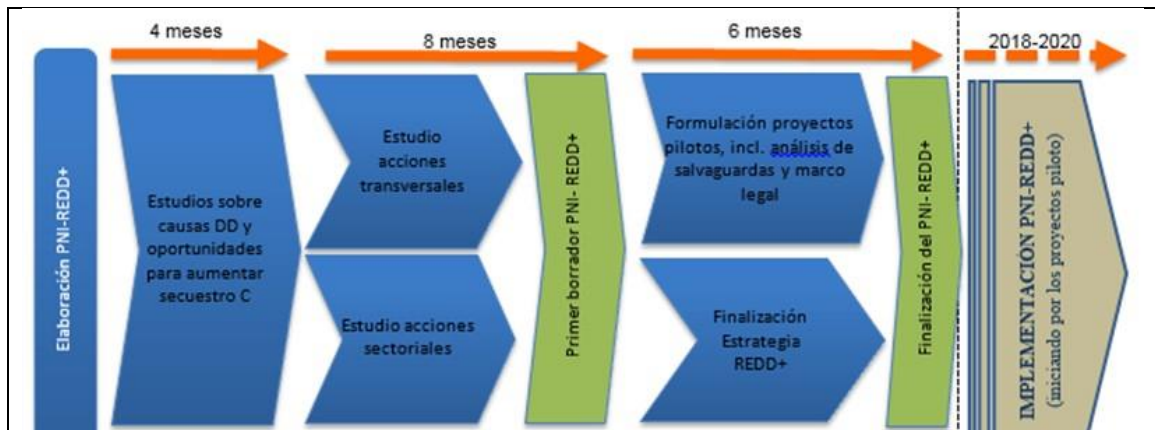 4 meses
8 meses
6 meses
2018-2020
Elaboración PNI-REDD+
Estudios sobre
causas DD y
oportunidades
para aumentar
secuestro C
Estudio
acciones
transversales
Estudio acciones
sectoriales
Primer borrador PNI- REDD+
Formulación proyectos
pilotos, incl. análisis de
salvaguardas y marco
legal
Finalización
Estrategia
REDD+
Finalización del PNI-REDD+
IMPLEMENTACIÓN PNI-REDD+
(iniciando por los proyectos piloto)